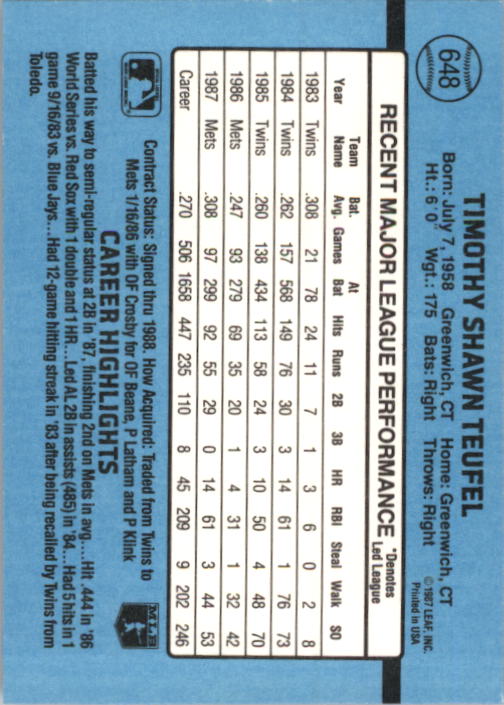 648
TIMOTHY SHAWN TEUFEL
Born: July 7, 1958 Greenwich, CT Home: Greenwich, CT
Ht.: 6'0" Wgt.: 175 Bats: Right Throws: Right
© 1987 LEAF, INC.
Printed in USA
RECENT MAJOR LEAGUE PERFORMANCE *Denotes Led League
Year Team Name Bat. Avg. Games At Bat Hits Runs 2B 3B HR RBI Steal Walk SO
1983 Twins .308 21 78 24 11 7 1 3 6 0 2 8
1984 Twins .262 157 568 149 76 30 3 14 61 1 76 73
1985 Twins .260 138 434 113 58 24 3 10 50 4 48 70
1986 Mets .247 93 279 69 35 20 1 4 31 1 32 42
1987 Mets .308 97 299 92 55 29 0 14 61 3 44 53
Career .270 506 1658 447 235 110 8 45 209 9 202 246
Contract Status: Signed thru 1988. How Acquired: Traded from Twins to
Mets 1/16/86 with OF Crosby for OF Beane, P Latham and P Klink
MLB
CAREER HIGHLIGHTS
Batted his way to semi-regular status at 2B in '87, finishing 2nd on Mets in avg....Hit .444 in '86
World Series vs. Red Sox with 1 double and 1 HR....Led AL 2B in assists (485) in '84...Had 5 hits in 1
game 9/16/83 vs. Blue Jays...Had 12-game hitting streak in '83 after being recalled by Twins from
Toledo.